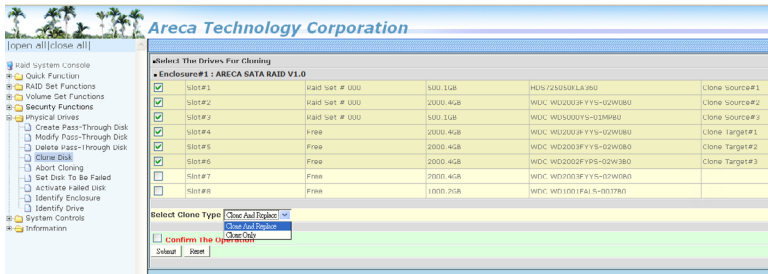 Areca Technology Corporation
|open all|close all|
Raid System Console
Quick Function
RAID Set Functions
Volume Set Functions
Security Functions
Physical Drives
Create Pass-Through Disk
Modify Pass-Through Disk
Delete Pass-Through Disk
Clone Disk
Abort Cloning
Set Disk To Be Failed
Activate Failed Disk
Identify Enclosure
Identify Drive
System Controls
Information
Select The Drives For Cloning
Enclosure#1 : ARECA SATA RAID V1.0
Slot#1 Raid Set # 000 500.1GB HDS725050KLA360 Clone Source#1
Slot#2 Raid Set # 000 2000.4GB WDC WD2003FYYS-02W0B0 Clone Source#2
Slot#3 Raid Set # 000 500.1GB WDC WD5000YS-01MPB0 Clone Source#3
Slot#4 Free 2000.4GB WDC WD2003FYYS-02W0B0 Clone Target#1
Slot#5 Free 2000.4GB WDC WD2003FYYS-02W0B0 Clone Target#2
Slot#6 Free 2000.4GB WDC WD2002FYPS-02W3B0 Clone Target#3
Slot#7 Free 2000.4GB WDC WD2003FYYS-02W0B0
Slot#8 Free 1000.2GB WDC WD1001FALS-00J7B0
Select Clone Type Clone And Replace
Clone And Replace
Clone Only
Confirm The Operation
Submit Reset